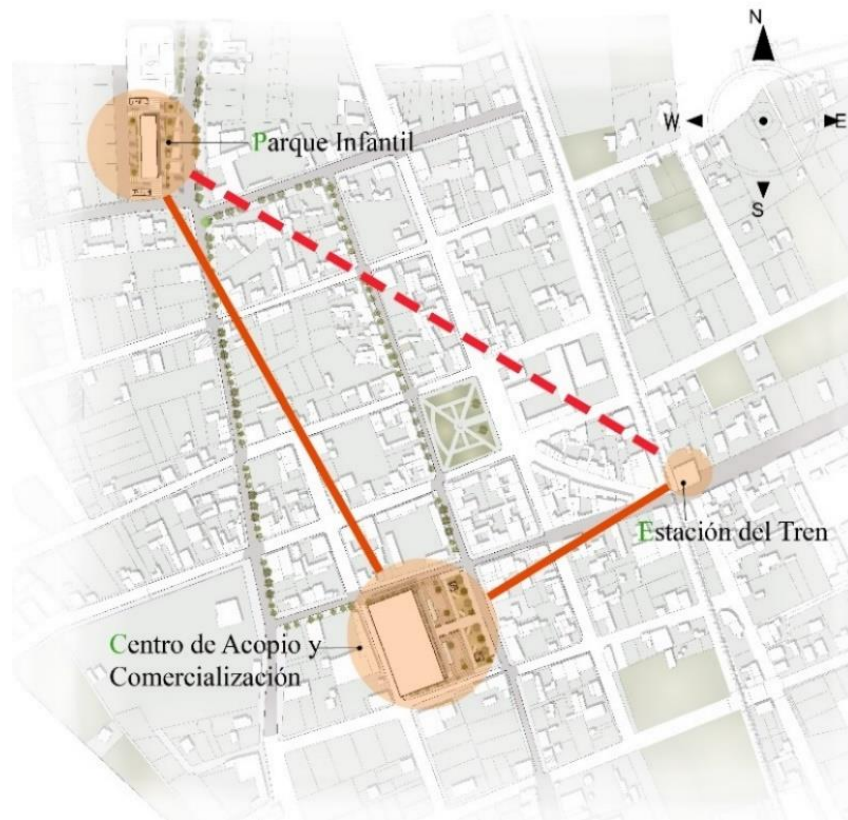 N
W
E
S
Parque Infantil
Estación del Tren
Centro de Acopio y
Comercialización